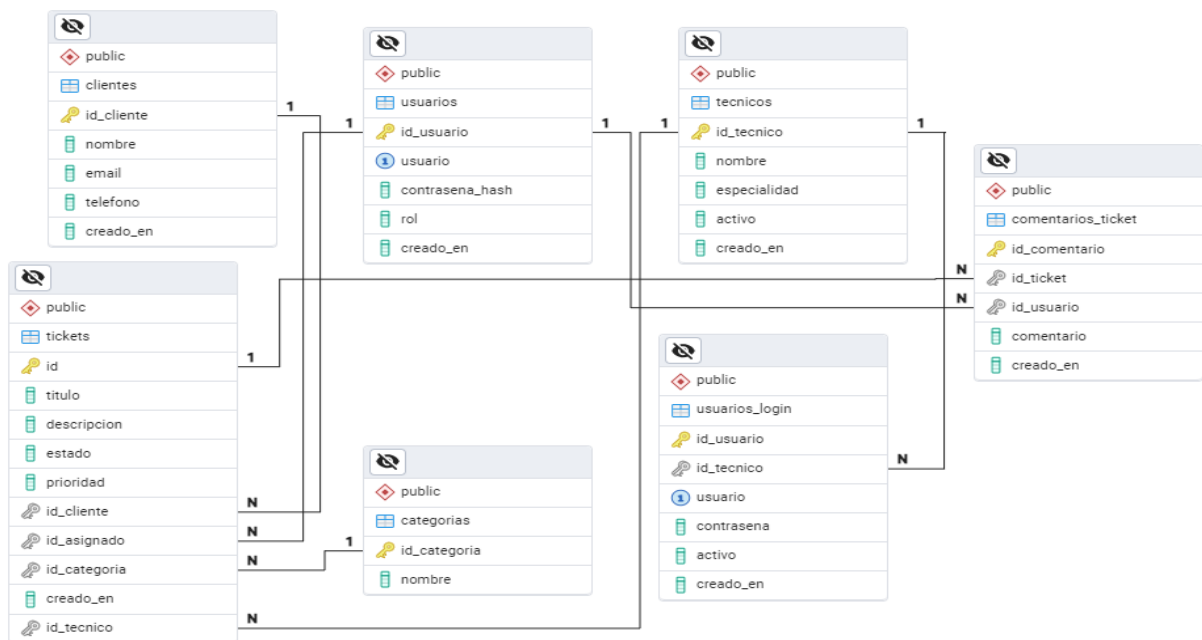 public
clientes
id_cliente
nombre
email
telefono
creado_en
1
public
usuarios
id_usuario
usuario
contrasena_hash
rol
creado_en
1
1
public
tecnicos
id_tecnico
nombre
especialidad
activo
creado_en
1
1
public
comentarios_ticket
id_comentario
id_ticket
id_usuario
comentario
creado_en
N
N
public
tickets
id
titulo
descripcion
estado
prioridad
id_cliente
id_asignado
id_categoria
creado_en
id_tecnico
1
N
N
N
N
public
categorias
id_categoria
nombre
1
public
usuarios_login
id_usuario
id_tecnico
usuario
contrasena
activo
creado_en
N